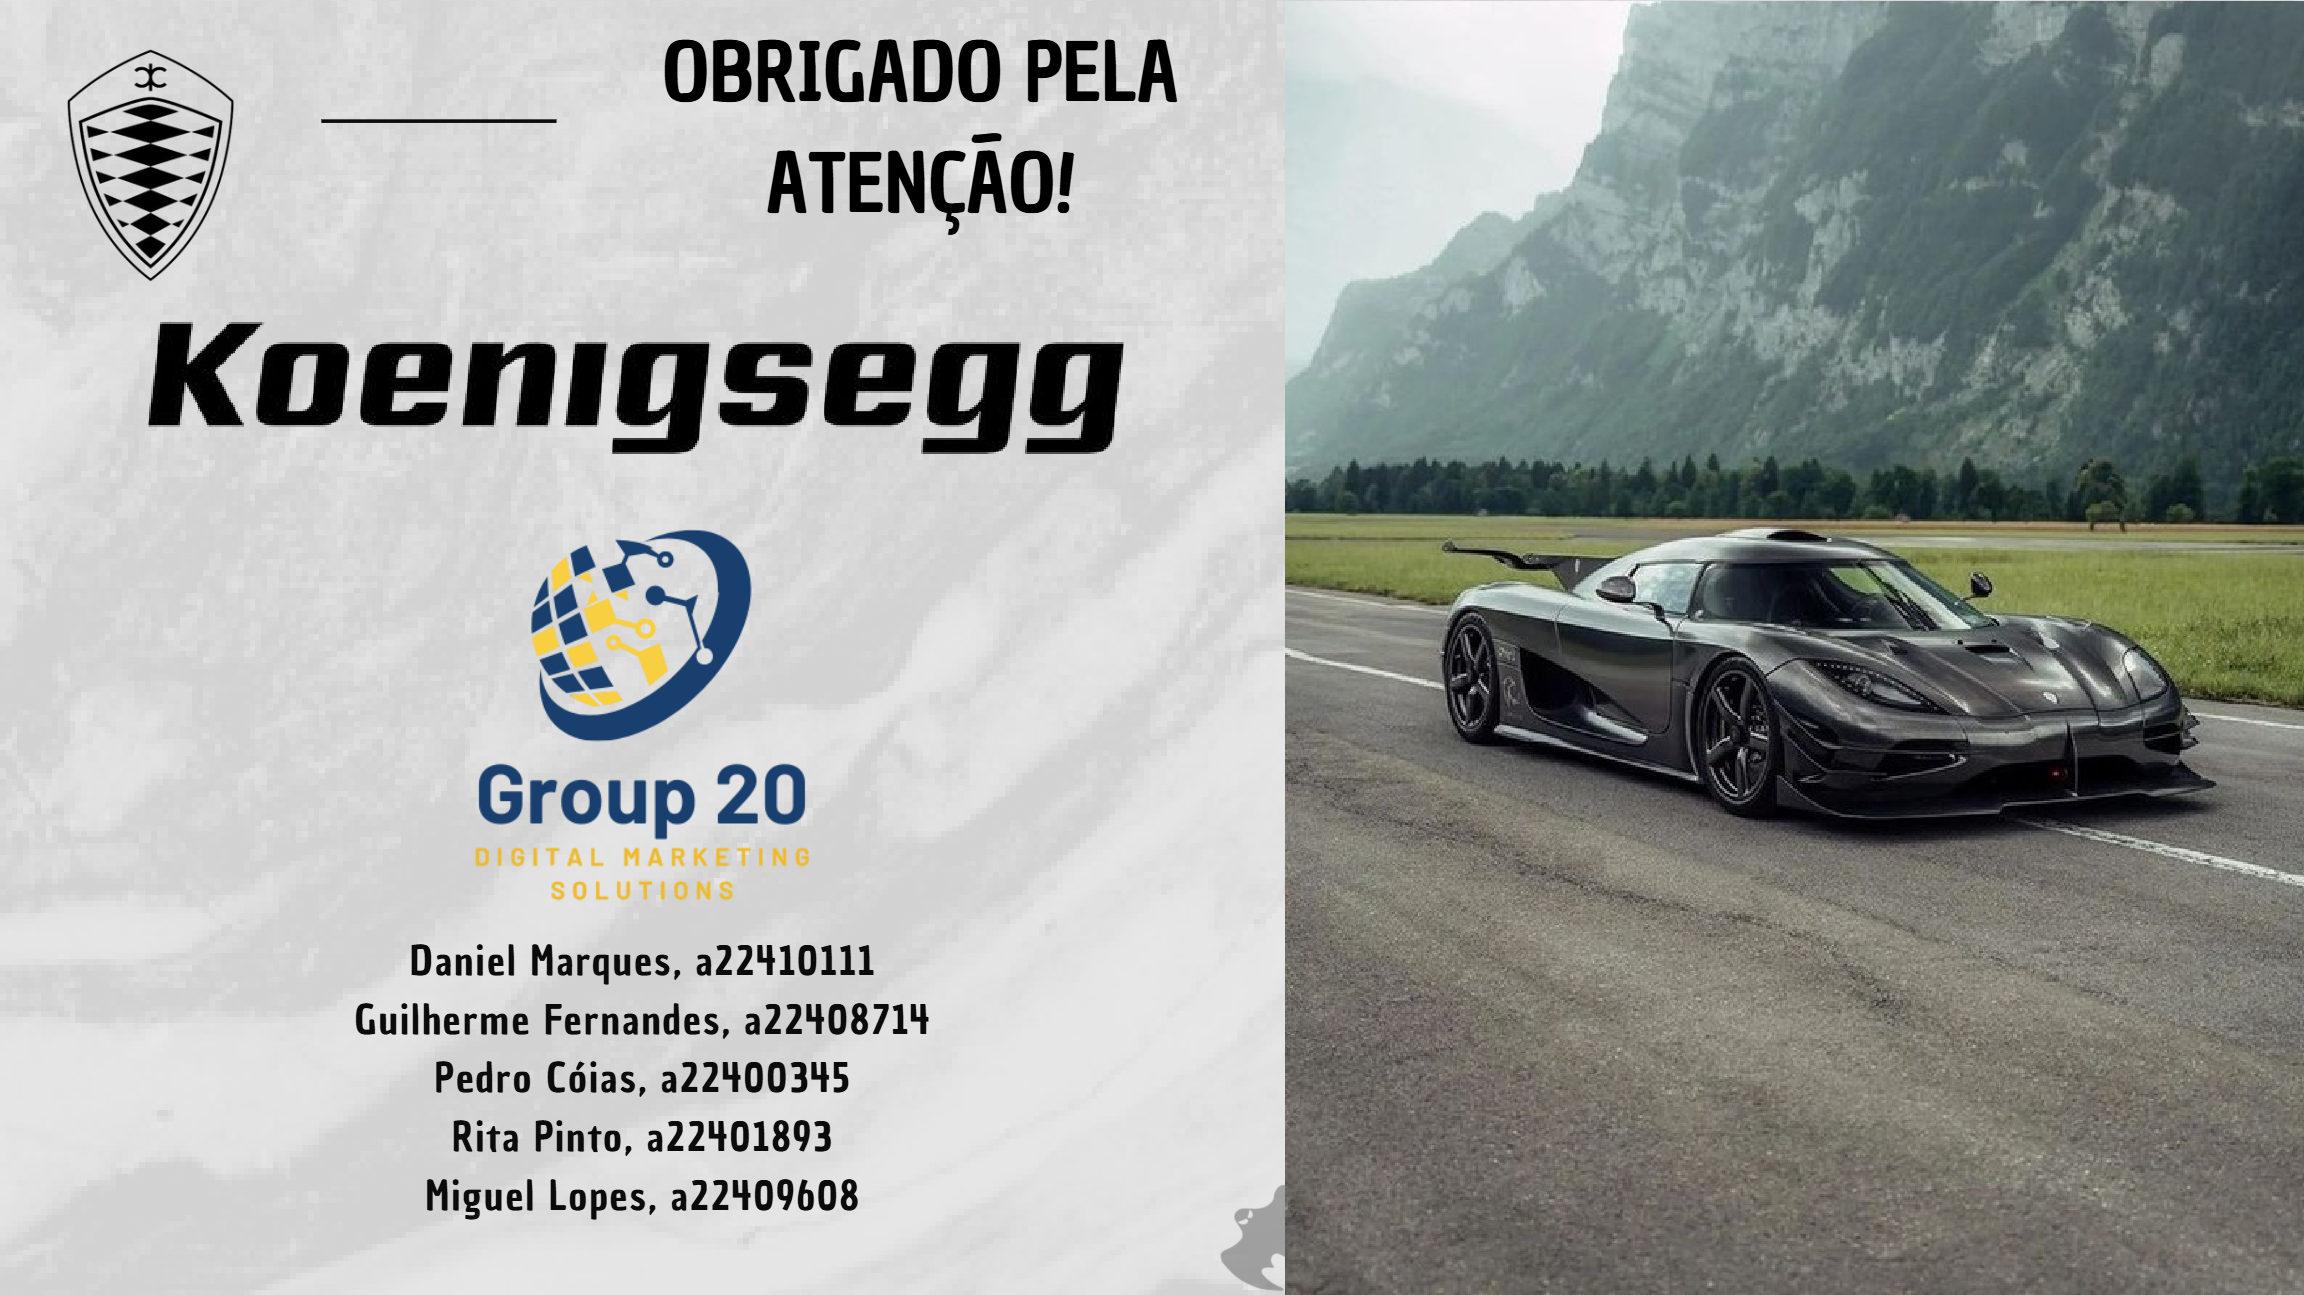 OBRIGADO PELA
ATENÇÃO!
Koenigsegg
Group 20
DIGITAL MARKETING
SOLUTIONS
Daniel Marques, a22410111
Guilherme Fernandes, a22408714
Pedro Cóias, a22400345
Rita Pinto, a22401893
Miguel Lopes, a22409608